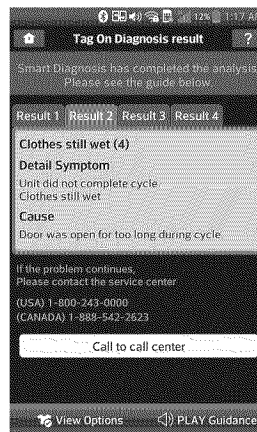 12% 1:17 A
Tag On Diagnosis result ?
Smart Diagnosis has completed the analysis
Please see the guide below.
Result 1 Result 2 Result 3 Result 4
Clothes still wet (4)
Detail Symptom
Unit did not complete cycle
Clothes still wet
Cause
Door was open for too long during cycle
If the problem continues,
Please contact the service center
(USA) 1-800-243-0000
(CANADA) 1-888-542-2623
Call to call center
View Options PLAY Guidance